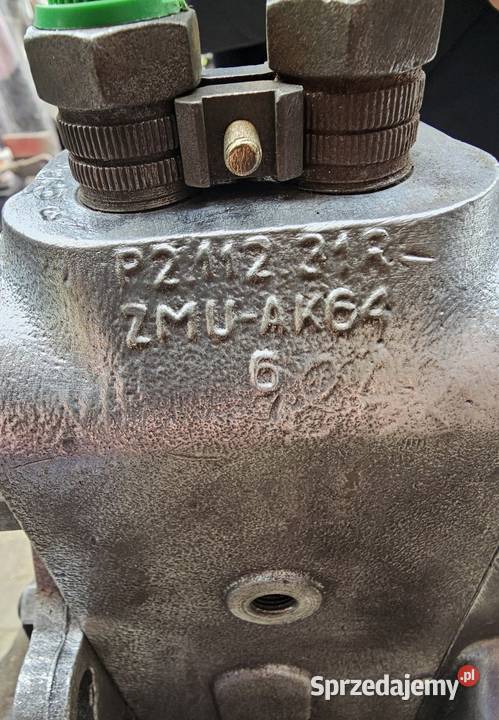 P2112 31R-
ZMU-AK64
6
Sprzedajemy.pl